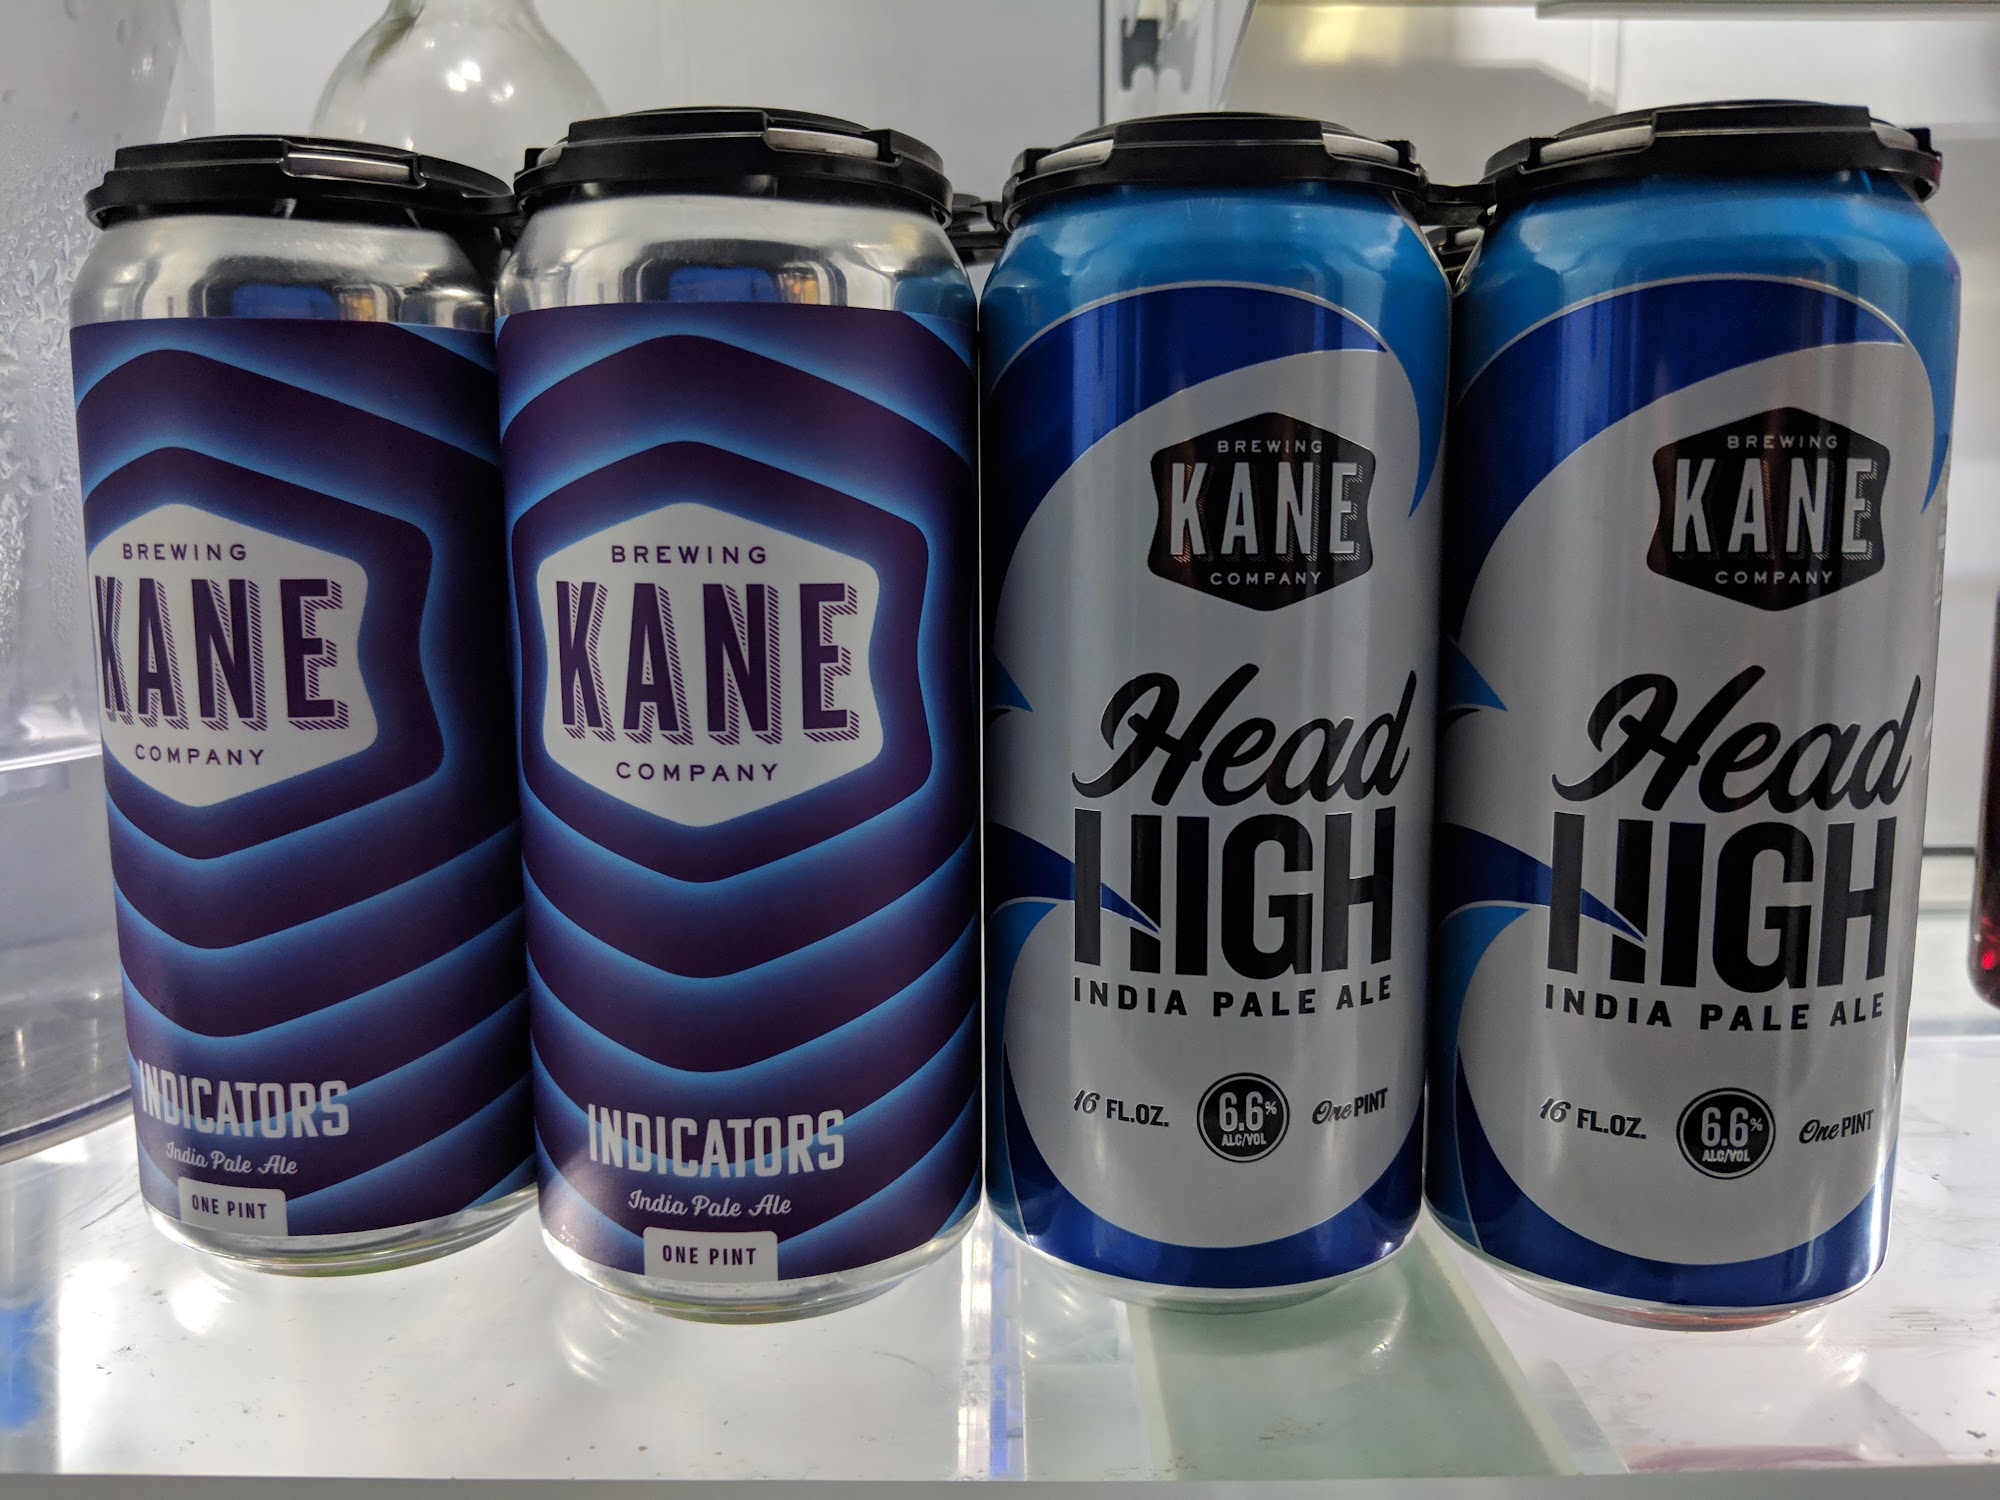 BREWING
KANE
COMPANY
INDICATORS
India Pale Ale
ONE PINT
BREWING
KANE
COMPANY
INDICATORS
India Pale Ale
ONE PINT
BREWING
KANE
COMPANY
Head
HIGH
INDIA PALE ALE
16 FL.OZ. 6.6% ALC/VOL One PINT
BREWING
KANE
COMPANY
Head
HIGH
INDIA PALE ALE
16 FL.OZ. 6.6% ALC/VOL One PINT